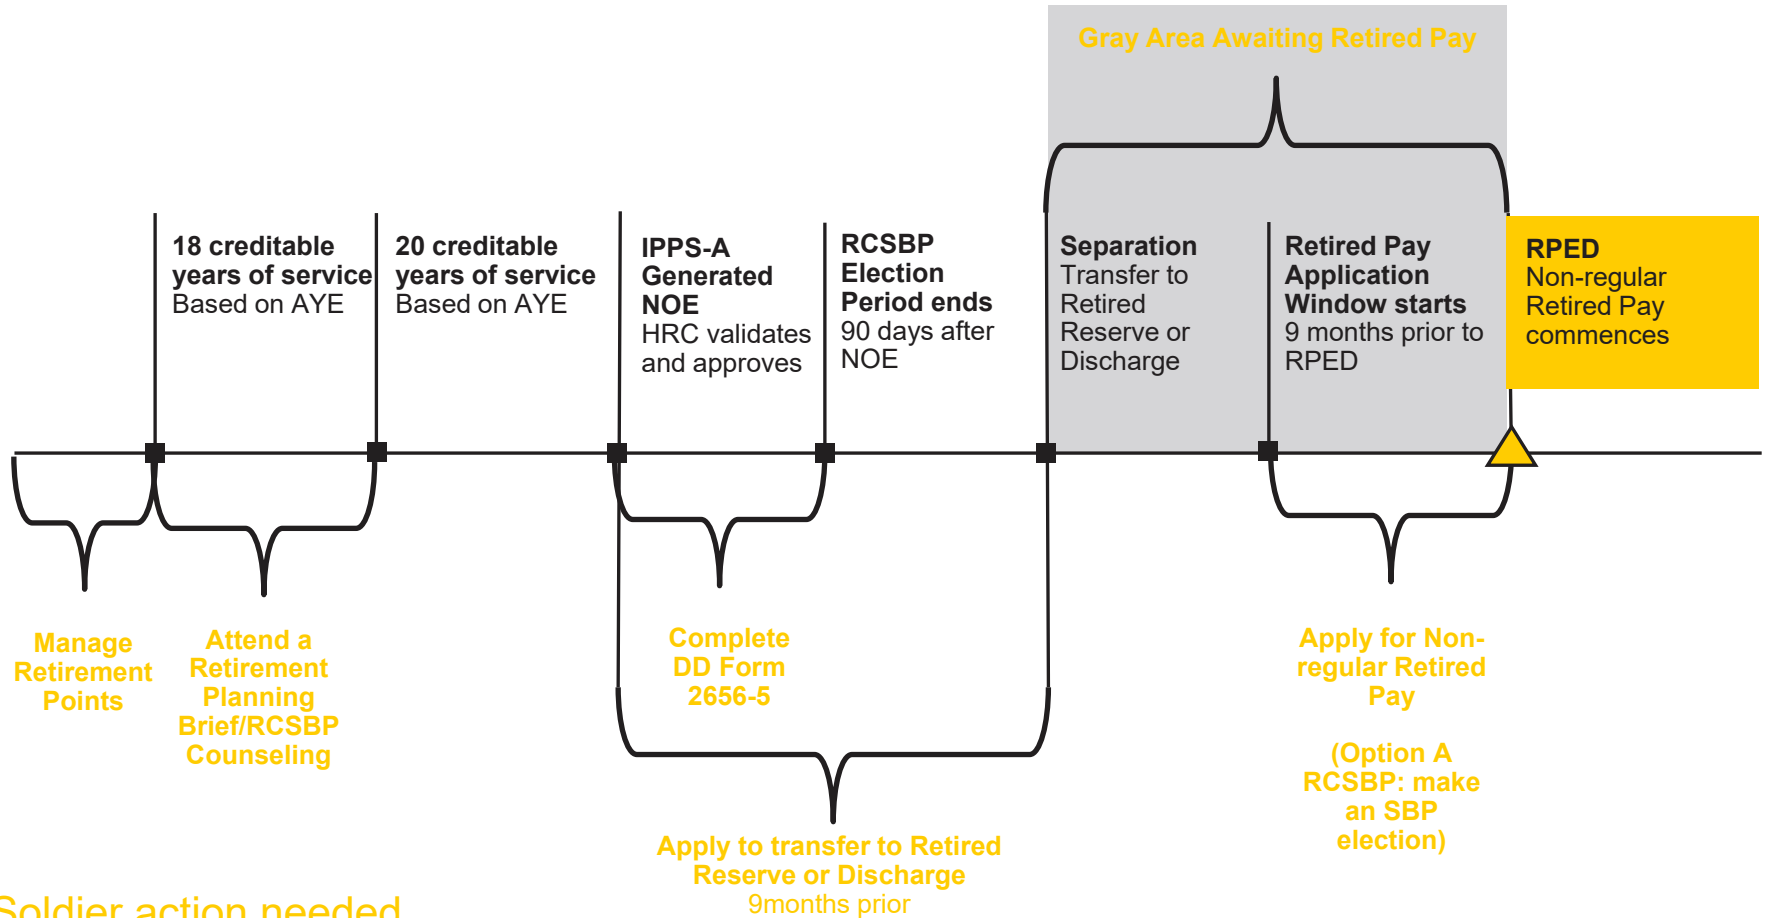 Gray Area Awaiting Retired Pay
18 creditable
years of service
Based on AYE
20 creditable
years of service
Based on AYE
IPPS-A
Generated
NOE
HRC validates
and approves
RCSBP
Election
Period ends
90 days after
NOE
Separation
Transfer to
Retired
Reserve or
Discharge
Retired Pay
Application
Window starts
9 months prior to
RPED
RPED
Non-regular
Retired Pay
commences
Manage
Retirement
Points
Attend a
Retirement
Planning
Brief/RCSBP
Counseling
Complete
DD Form
2656-5
Apply to transfer to Retired
Reserve or Discharge
9months prior
Apply for Non-
regular Retired
Pay
(Option A
RCSBP: make
an SBP
election)
Soldier action needed